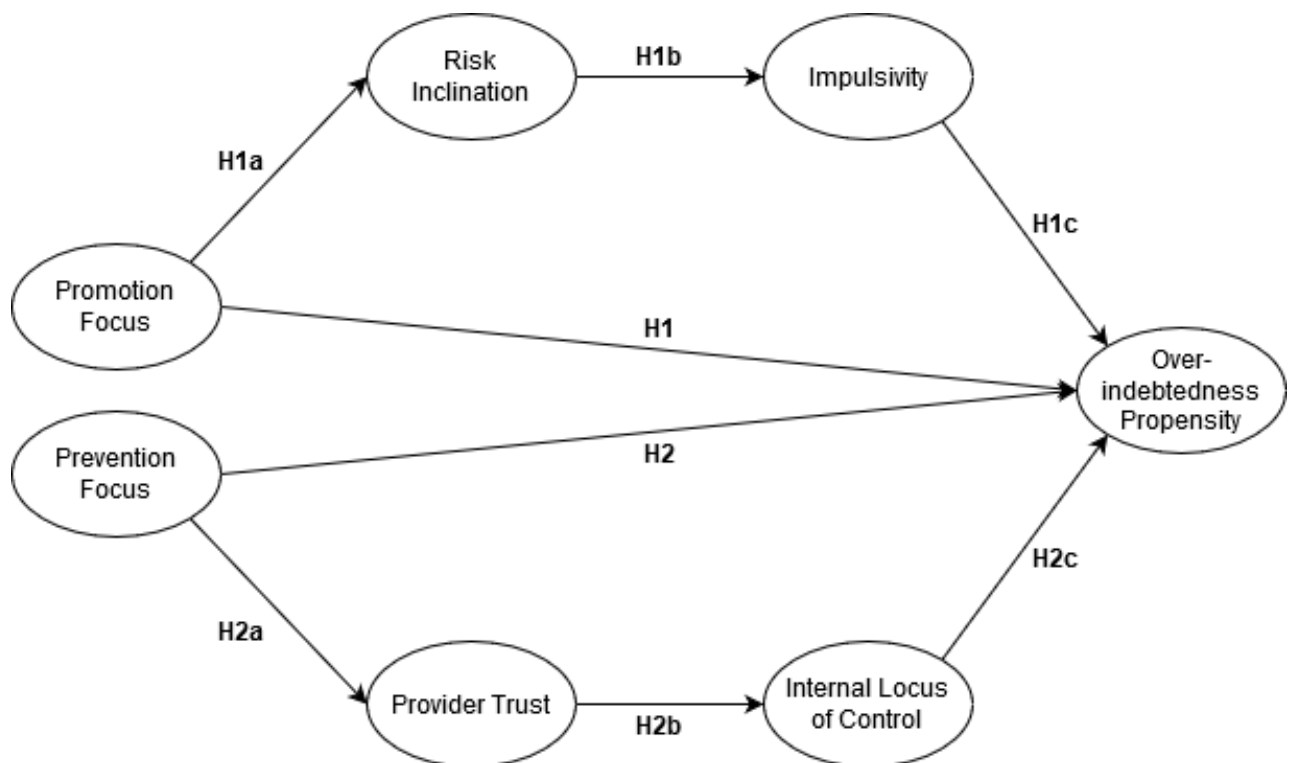 Risk
Inclination
H1b
Impulsivity
H1a
H1c
Promotion
Focus
H1
Over-
indebtedness
Propensity
Prevention
Focus
H2
H2c
H2a
Provider Trust
H2b
Internal Locus
of Control